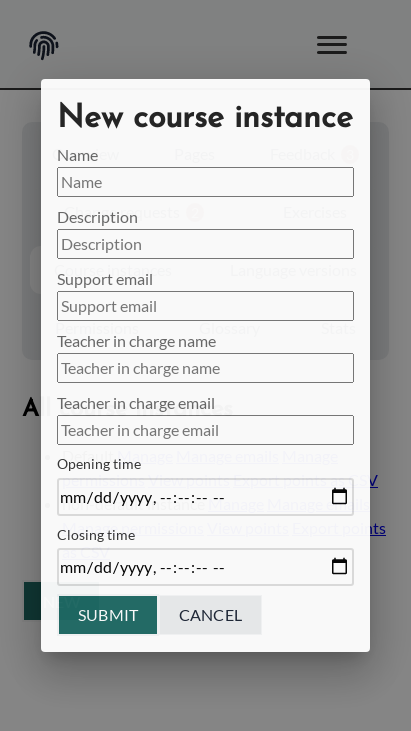 New course instance
Name
Name
Description
Description
Support email
Support email
Teacher in charge name
Teacher in charge name
Teacher in charge email
Teacher in charge email
Opening time
mm/dd/yyyy, --:--:-- --
Closing time
mm/dd/yyyy, --:--:-- --
SUBMIT
CANCEL